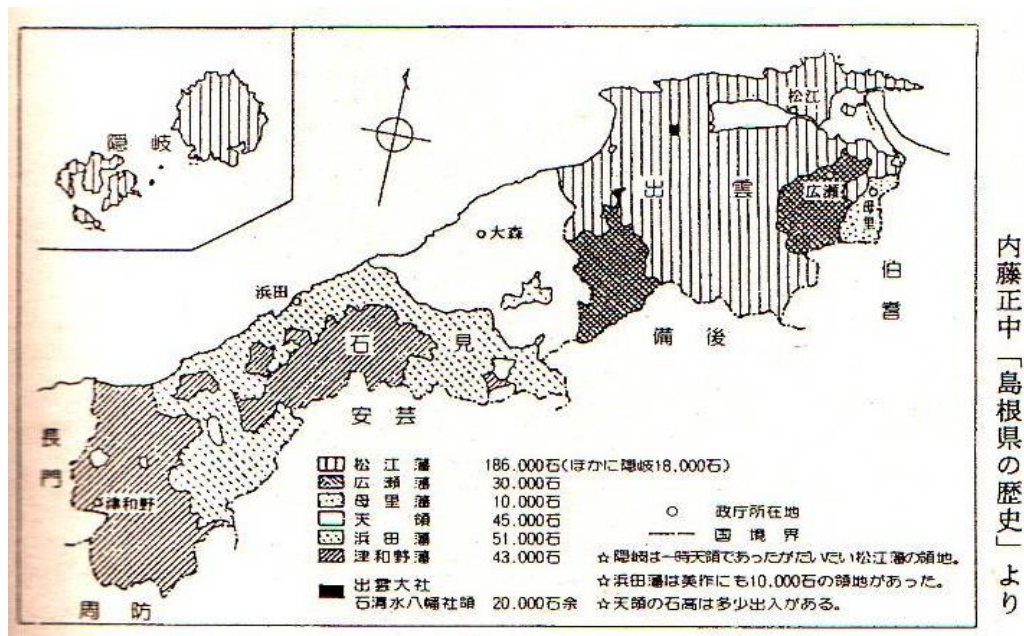 隠岐
松江
出雲
広瀬
母里
大森
伯耆
浜田
備後
石見
安芸
長門
津和野
周防
松江藩 186.000石(ほかに隠岐18,000石)
広瀬藩 30.000石
母里藩 10.000石
天領 45.000石
浜田藩 51.000石
津和野藩 43.000石
出雲大社
石清水八幡社領 20.000石余
○ 政庁所在地
国境界
☆隠岐は一時天領であったがだいたい松江藩の領地。
☆浜田藩は美作にも10,000石の領地があった。
☆天領の石高は多少出入がある。
内藤正中「島根県の歴史」より